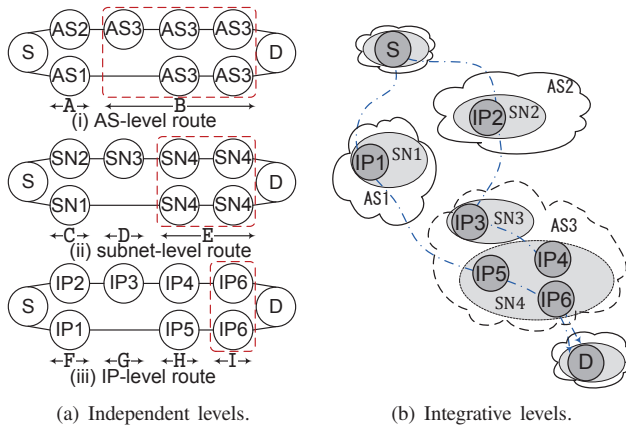 AS2 AS3 AS3 AS3
S D
AS1 AS3 AS3
A B
(i) AS-level route
SN2 SN3 SN4 SN4
S D
SN1 SN4 SN4
C D E
(ii) subnet-level route
IP2 IP3 IP4 IP6
S D
IP1 IP5 IP6
F G H I
(iii) IP-level route
(a) Independent levels.
S
AS2
IP2 SN2
IP1 SN1
AS1
IP3 SN3 AS3
IP5 IP4
SN4 IP6
D
(b) Integrative levels.